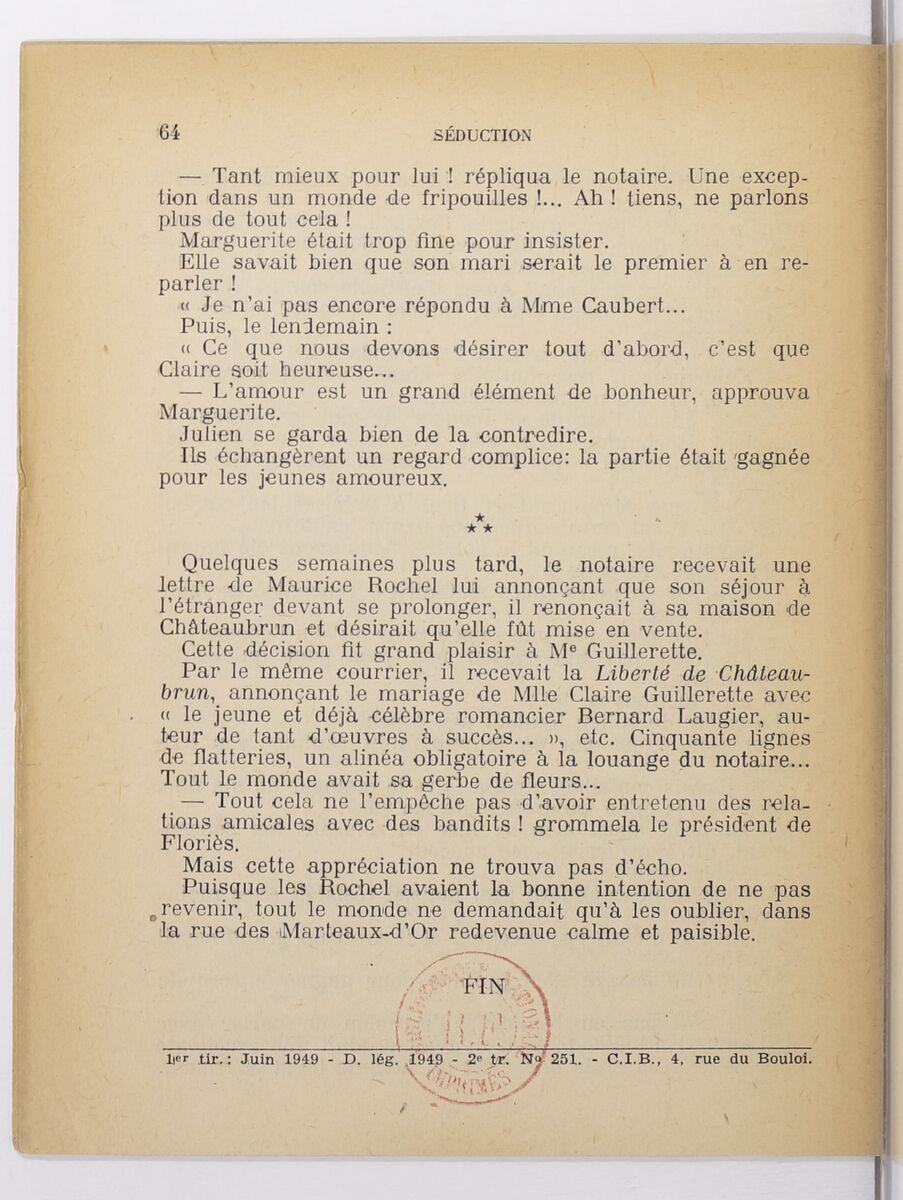 64
SÉDUCTION
— Tant mieux pour lui ! répliqua le notaire. Une excep-
tion dans un monde de fripouilles !... Ah ! tiens, ne parlons
plus de tout cela !
Marguerite était trop fine pour insister.
Elle savait bien que son mari serait le premier à en re-
parler !
« Je n'ai pas encore répondu à Mme Caubert...
Puis, le lendemain :
« Ce que nous devons désirer tout d'abord, c'est que
Claire soit heureuse...
— L'amour est un grand élément de bonheur, approuva
Marguerite.
Julien se garda bien de la contredire.
Ils échangèrent un regard complice: la partie était gagnée
pour les jeunes amoureux.
★
★ ★
Quelques semaines plus tard, le notaire recevait une
lettre de Maurice Rochel lui annonçant que son séjour à
l'étranger devant se prolonger, il renonçait à sa maison de
Châteaubrun et désirait qu'elle fût mise en vente.
Cette décision fit grand plaisir à Me Guillerette.
Par le même courrier, il recevait la Liberté de Château-
brun, annonçant le mariage de Mlle Claire Guillerette avec
« le jeune et déjà célèbre romancier Bernard Laugier, au-
teur de tant d'œuvres à succès... », etc. Cinquante lignes
de flatteries, un alinéa obligatoire à la louange du notaire...
Tout le monde avait sa gerbe de fleurs...
— Tout cela ne l'empêche pas d'avoir entretenu des rela-
tions amicales avec des bandits ! grommela le président de
Floriès.
Mais cette appréciation ne trouva pas d'écho.
Puisque les Rochel avaient la bonne intention de ne pas
revenir, tout le monde ne demandait qu'à les oublier, dans
la rue des Marteaux-d'Or redevenue calme et paisible.
FIN
R.F.
IMPRIMÉS
1er tir.: Juin 1949 - D. lég. 1949 - 2e tr. No 251. - C.I.B., 4, rue du Bouloi.